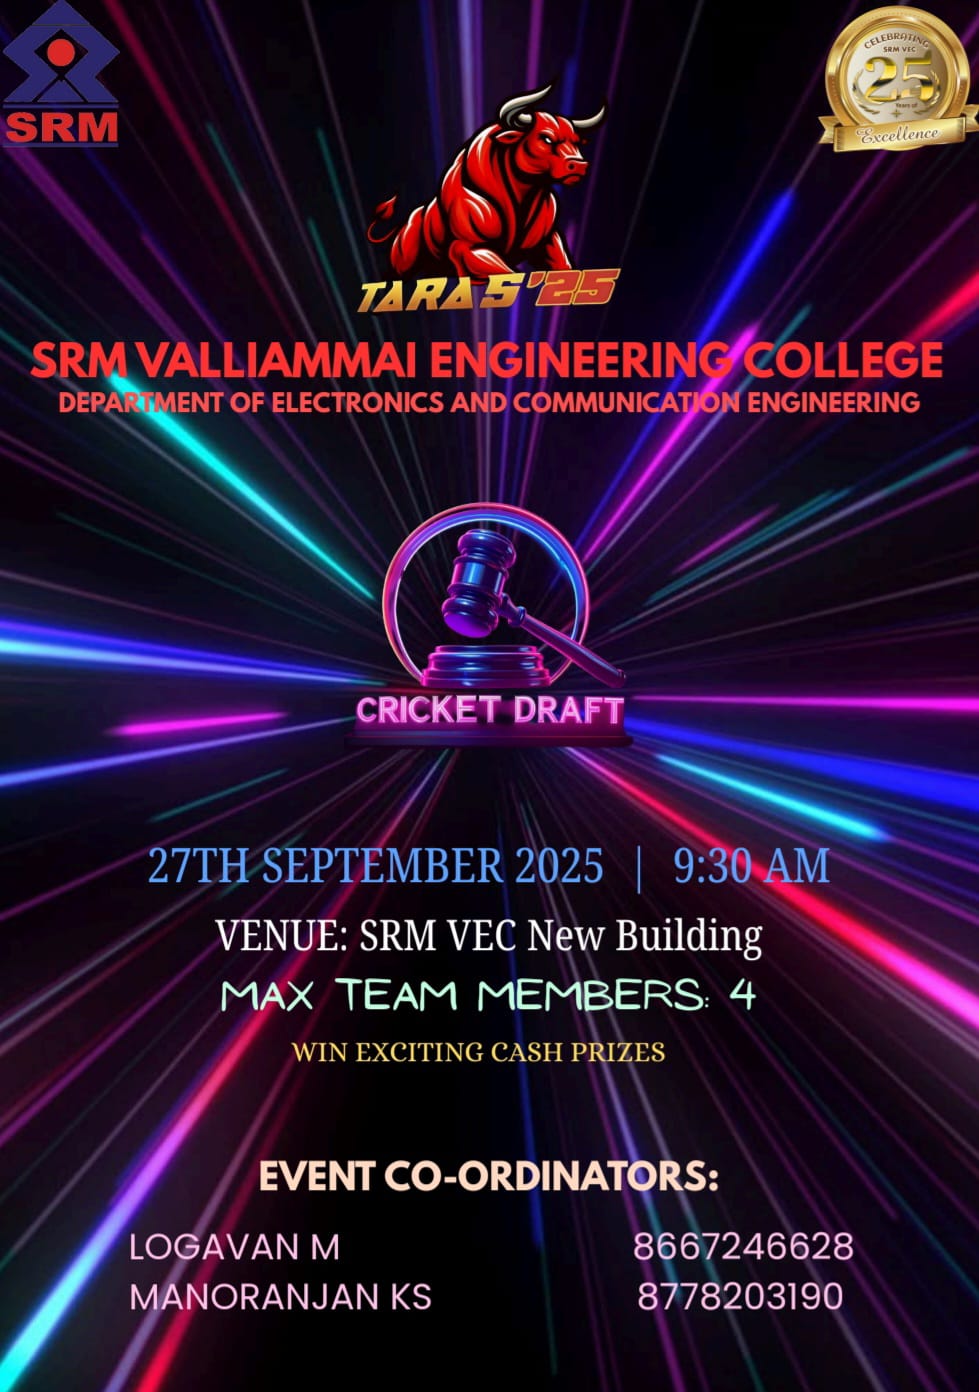 SRM
CELEBRATING
SRM VEC
25
Years of
Excellence
TARAS'25
SRM VALLIAMMAI ENGINEERING COLLEGE
DEPARTMENT OF ELECTRONICS AND COMMUNICATION ENGINEERING
CRICKET DRAFT
27TH SEPTEMBER 2025 | 9:30 AM
VENUE: SRM VEC New Building
MAX TEAM MEMBERS: 4
WIN EXCITING CASH PRIZES
EVENT CO-ORDINATORS:
LOGAVAN M 8667246628
MANORANJAN KS 8778203190